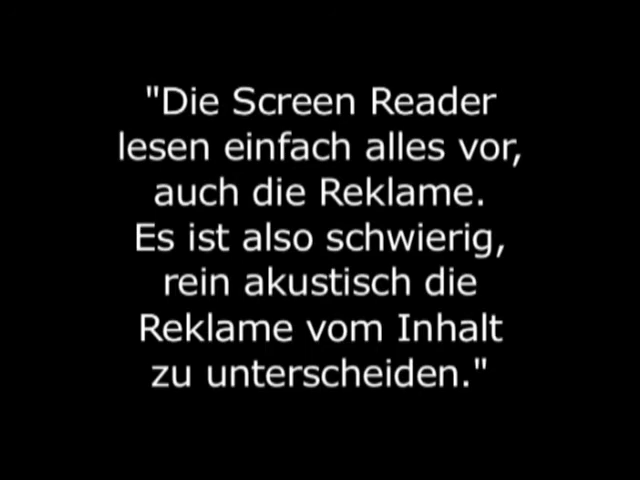 "Die Screen Reader
lesen einfach alles vor,
auch die Reklame.
Es ist also schwierig,
rein akustisch die
Reklame vom Inhalt
zu unterscheiden."